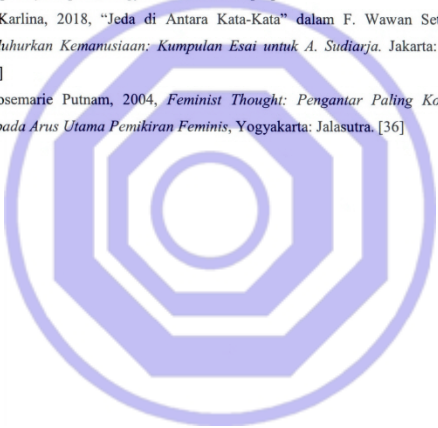 Karlina, 2018, “Jeda di Antara Kata-Kata” dalam F. Wawan Set
luhurkan Kemanusiaan: Kumpulan Esai untuk A. Sudiarja. Jakarta:
]
osemarie Putnam, 2004, Feminist Thought: Pengantar Paling Ko
pada Arus Utama Pemikiran Feminis, Yogyakarta: Jalasutra. [36]